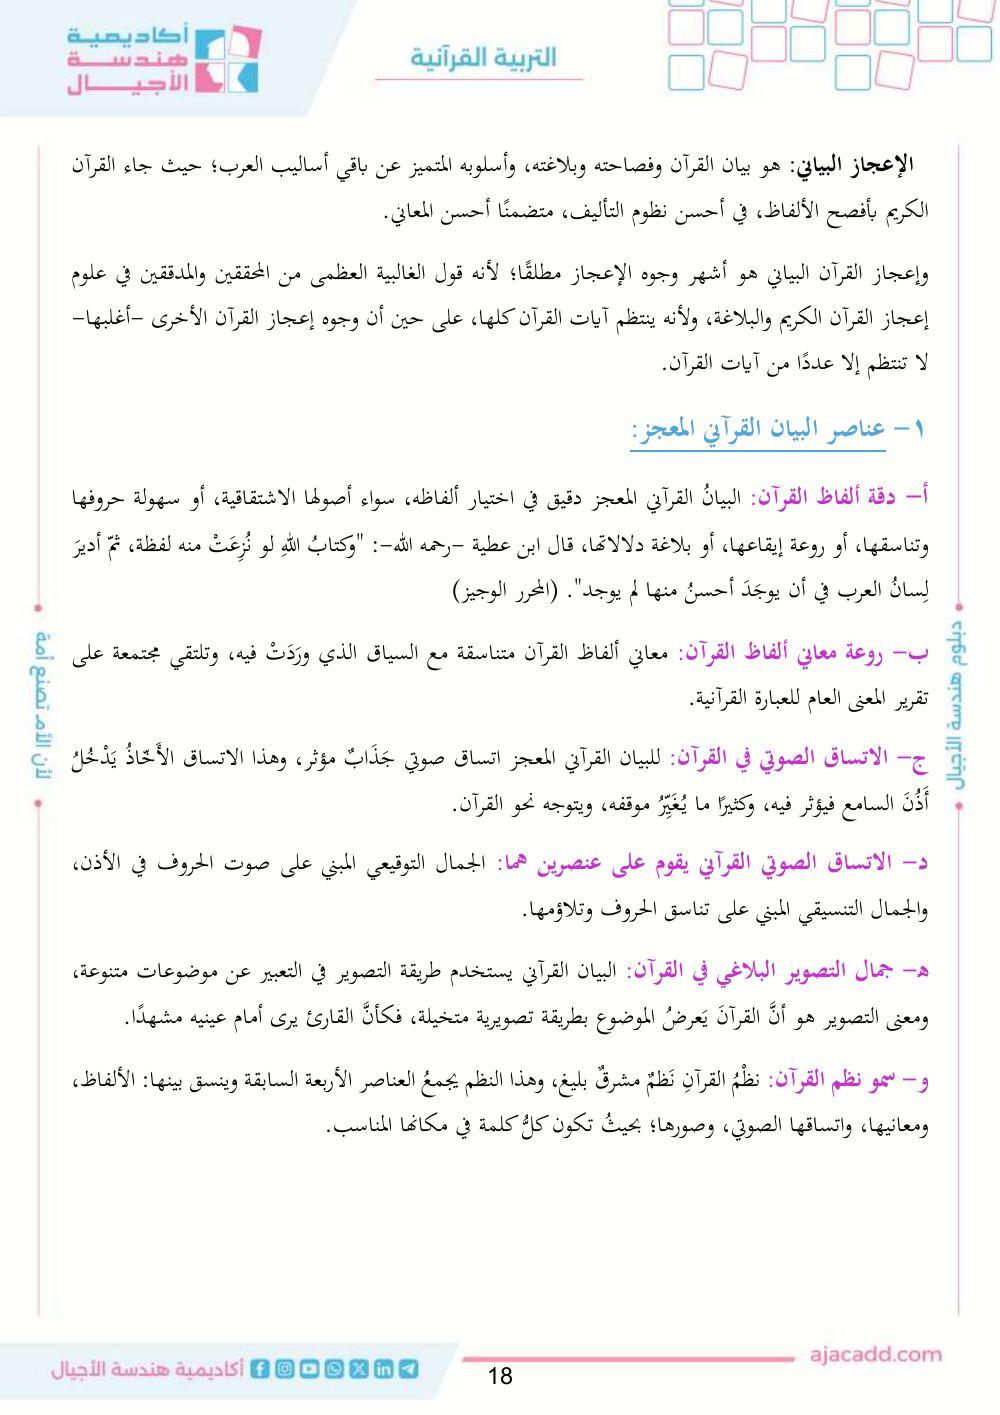 أكاديمية
هندسة
الأجيال
التربية القرآنية
الإعجاز البياني: هو بيان القرآن وفصاحته وبلاغته، وأسلوبه المتميز عن باقي أساليب العرب؛ حيث جاء القرآن
الكريم بأفصح الألفاظ، في أحسن نظوم التأليف، متضمنًا أحسن المعاني.
وإعجاز القرآن البياني هو أشهر وجوه الإعجاز مطلقًا؛ لأنه قول الغالبية العظمى من المحققين والمدققين في علوم
إعجاز القرآن الكريم والبلاغة، ولأنه ينتظم آيات القرآن كلها، على حين أن وجوه إعجاز القرآن الأخرى –أغلبها–
لا تنتظم إلا عددًا من آيات القرآن.
١– عناصر البيان القرآني المعجز:
أ– دقة ألفاظ القرآن: البيانُ القرآني المعجز دقيق في اختيار ألفاظه، سواء أصولها الاشتقاقية، أو سهولة حروفها
وتناسقها، أو روعة إيقاعها، أو بلاغة دلالاتها، قال ابن عطية –رحمه الله–: "وكتابُ اللهِ لو نُزِعَتْ منه لفظة، ثمّ أديرَ
لِسانُ العرب في أن يوجَدَ أحسنُ منها لم يوجد". (المحرر الوجيز)
ب– روعة معاني ألفاظ القرآن: معاني ألفاظ القرآن متناسقة مع السياق الذي ورَدَتْ فيه، وتلتقي مجتمعة على
تقرير المعنى العام للعبارة القرآنية.
ج– الاتساق الصوتي في القرآن: للبيان القرآني المعجز اتساق صوتي جَذَابٌ مؤثر، وهذا الاتساق الأَخّاذُ يَدْخُلُ
أَذُنَ السامع فيؤثر فيه، وكثيرًا ما يُغَيِّرُ موقفه، ويتوجه نحو القرآن.
د– الاتساق الصوتي القرآني يقوم على عنصرين هما: الجمال التوقيعي المبني على صوت الحروف في الأذن،
والجمال التنسيقي المبني على تناسق الحروف وتلاؤمها.
هـ– جمال التصوير البلاغي في القرآن: البيان القرآني يستخدم طريقة التصوير في التعبير عن موضوعات متنوعة،
ومعنى التصوير هو أنَّ القرآنَ يَعرضُ الموضوع بطريقة تصويرية متخيلة، فكأنَّ القارئ يرى أمام عينيه مشهدًا.
و– سمو نظم القرآن: نظْمُ القرآنِ نَظمٌ مشرقٌ بليغ، وهذا النظم يجمعُ العناصر الأربعة السابقة وينسق بينها: الألفاظ،
ومعانيها، واتساقها الصوتي، وصورها؛ بحيثُ تكون كلُّ كلمة في مكانها المناسب.
دبلوم هندسة الأجيال
لأن الأمر تصنع أمة
ajacadd.com
18
أكاديمية هندسة الأجيال